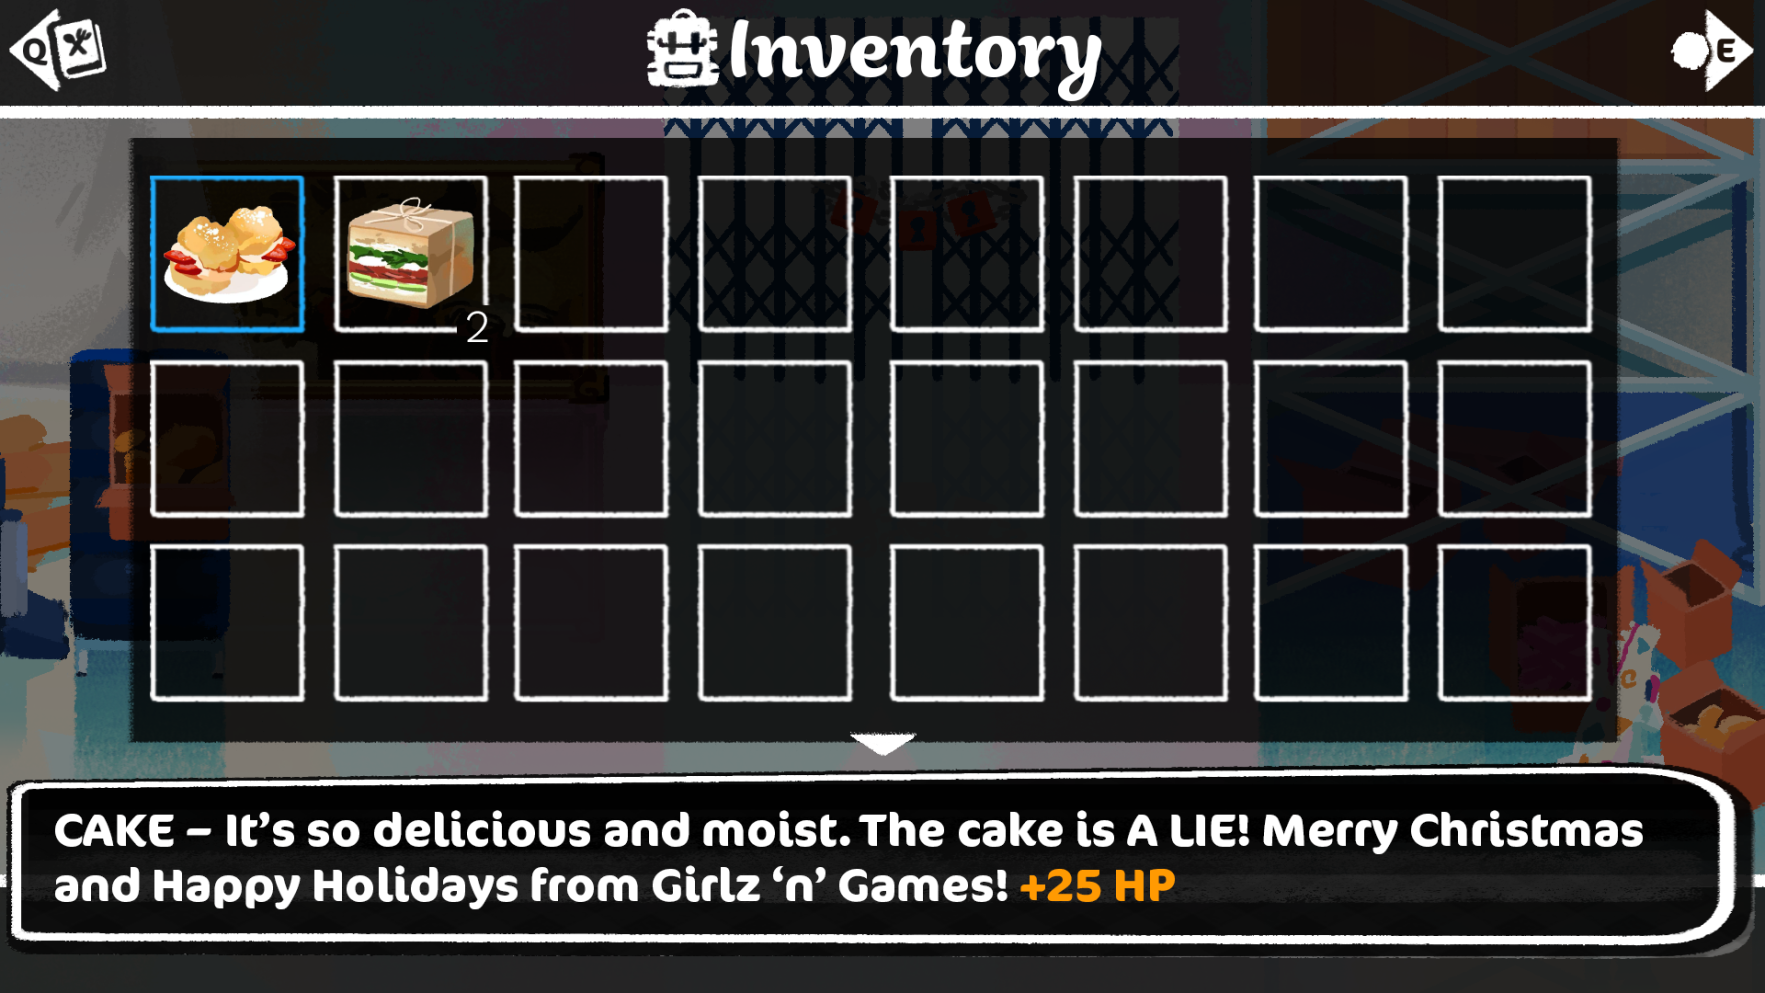 Q
Inventory
E
2
CAKE – It’s so delicious and moist. The cake is A LIE! Merry Christmas
and Happy Holidays from Girlz ‘n’ Games! +25 HP